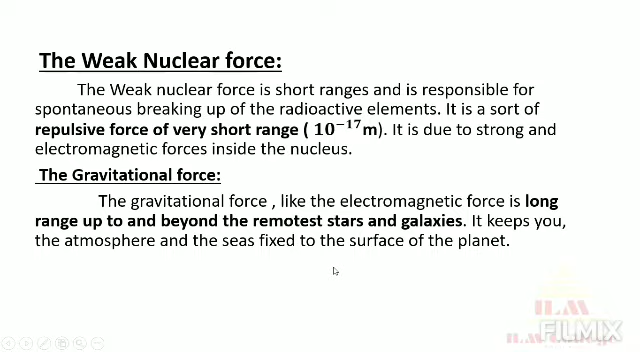 The Weak Nuclear force:
The Weak nuclear force is short ranges and is responsible for
spontaneous breaking up of the radioactive elements. It is a sort of
repulsive force of very short range ( 10⁻¹⁷m). It is due to strong and
electromagnetic forces inside the nucleus.
The Gravitational force:
The gravitational force , like the electromagnetic force is long
range up to and beyond the remotest stars and galaxies. It keeps you,
the atmosphere and the seas fixed to the surface of the planet.
FILMIX